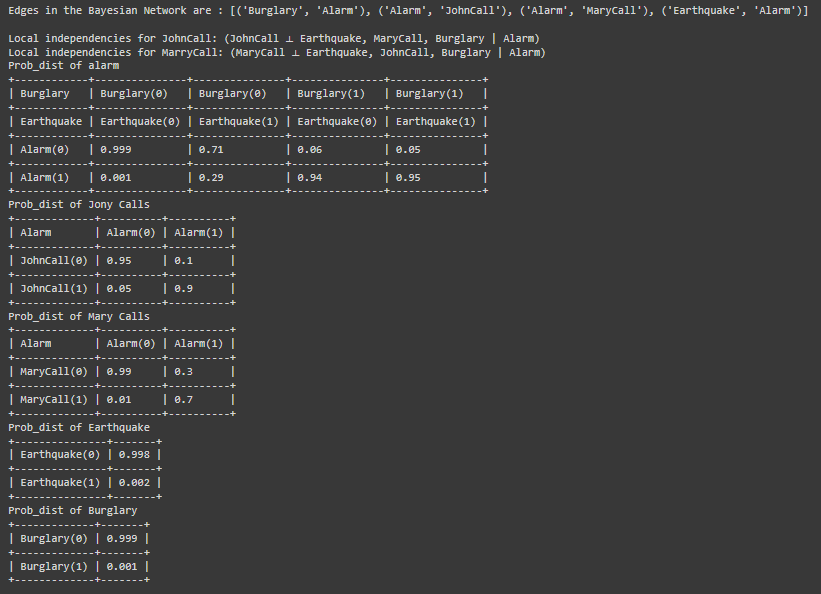 Edges in the Bayesian Network are : [('Burglary', 'Alarm'), ('Alarm', 'JohnCall'), ('Alarm', 'MaryCall'), ('Earthquake', 'Alarm')]

Local independencies for JohnCall: (JohnCall ⊥ Earthquake, MaryCall, Burglary | Alarm)
Local independencies for MarryCall: (MaryCall ⊥ Earthquake, JohnCall, Burglary | Alarm)
Prob_dist of alarm
+------------+---------------+---------------+---------------+---------------+
| Burglary   | Burglary(0)   | Burglary(0)   | Burglary(1)   | Burglary(1)   |
+------------+---------------+---------------+---------------+---------------+
| Earthquake | Earthquake(0) | Earthquake(1) | Earthquake(0) | Earthquake(1) |
+------------+---------------+---------------+---------------+---------------+
| Alarm(0)   | 0.999         | 0.71          | 0.06          | 0.05          |
+------------+---------------+---------------+---------------+---------------+
| Alarm(1)   | 0.001         | 0.29          | 0.94          | 0.95          |
+------------+---------------+---------------+---------------+---------------+
Prob_dist of Jony Calls
+-------------+----------+----------+
| Alarm       | Alarm(0) | Alarm(1) |
+-------------+----------+----------+
| JohnCall(0) | 0.95     | 0.1      |
+-------------+----------+----------+
| JohnCall(1) | 0.05     | 0.9      |
+-------------+----------+----------+
Prob_dist of Mary Calls
+-------------+----------+----------+
| Alarm       | Alarm(0) | Alarm(1) |
+-------------+----------+----------+
| MaryCall(0) | 0.99     | 0.3      |
+-------------+----------+----------+
| MaryCall(1) | 0.01     | 0.7      |
+-------------+----------+----------+
Prob_dist of Earthquake
+---------------+-------+
| Earthquake(0) | 0.998 |
+---------------+-------+
| Earthquake(1) | 0.002 |
+---------------+-------+
Prob_dist of Burglary
+-------------+-------+
| Burglary(0) | 0.999 |
+-------------+-------+
| Burglary(1) | 0.001 |
+-------------+-------+